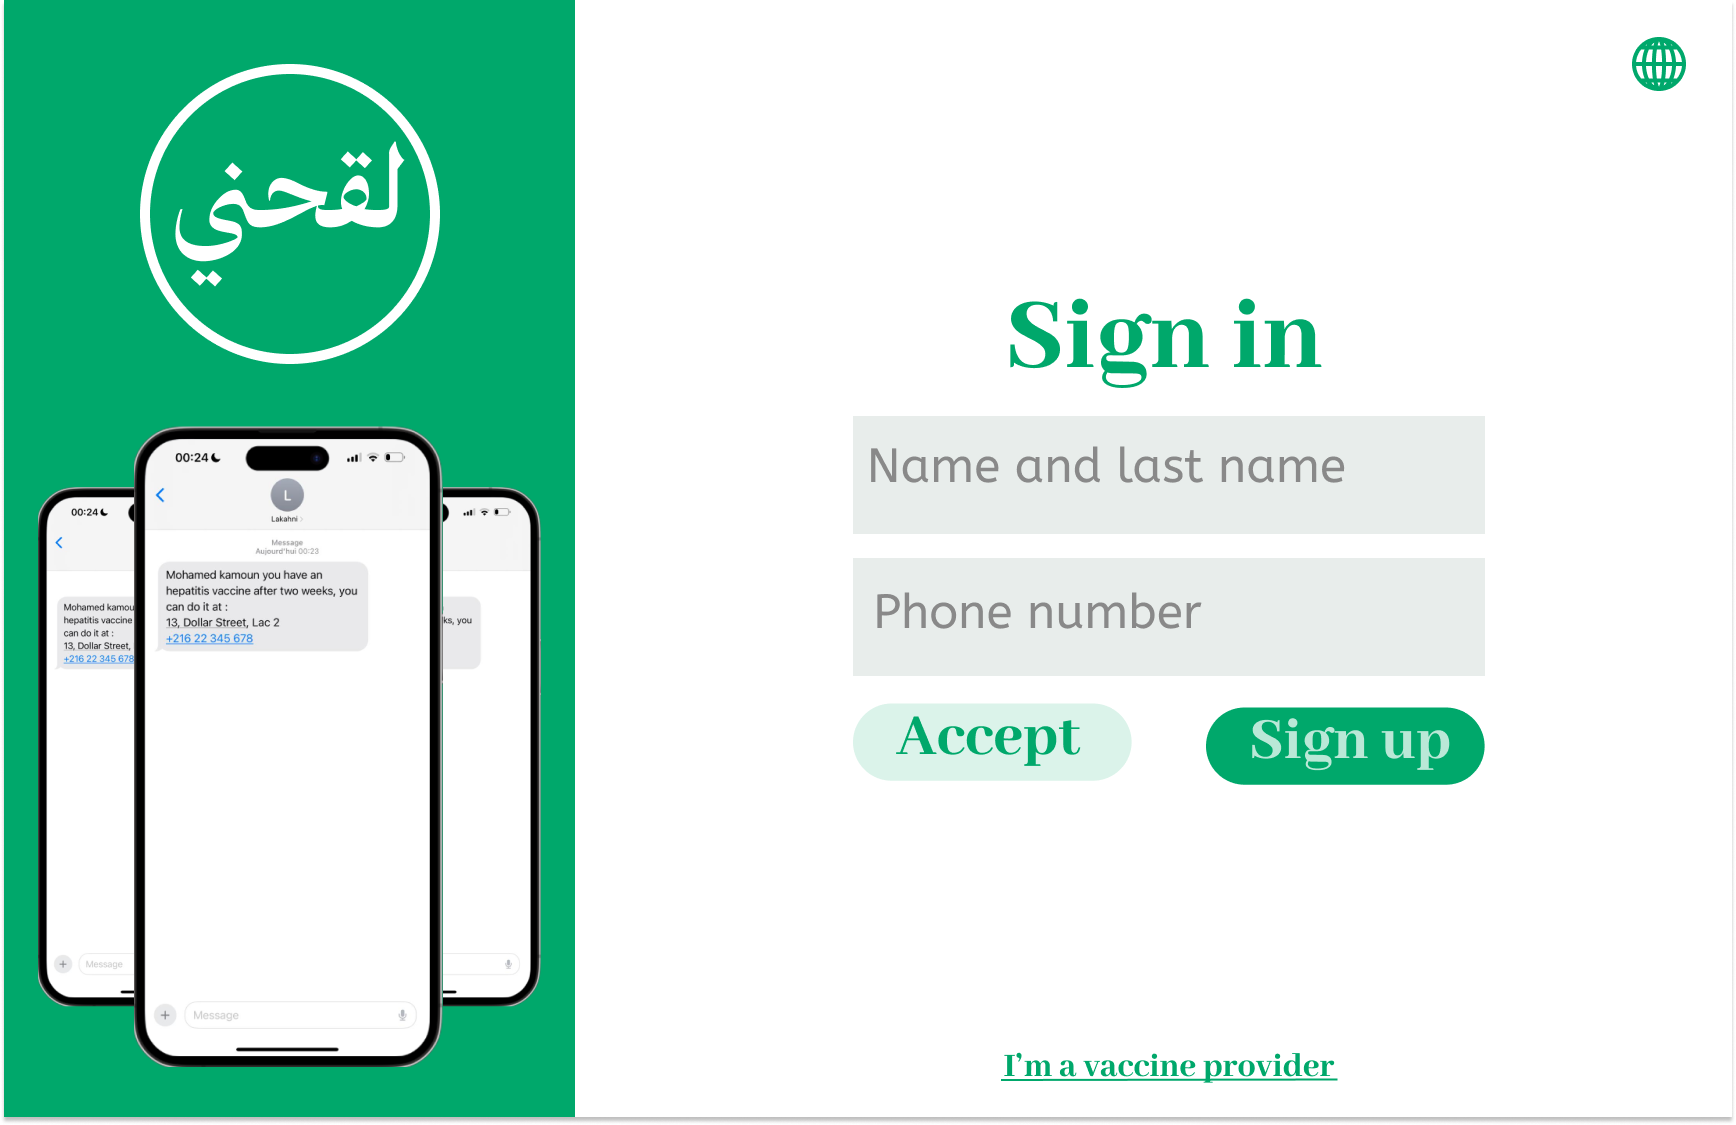 لقحني
00:24
L
Lakahni
Message
Aujourd'hui 00:23
Mohamed kamoun you have an
hepatitis vaccine after two weeks, you
can do it at :
13, Dollar Street, Lac 2
+216 22 345 678
Message
00:24
Mohamed kamou
hepatitis vaccine
can do it at :
13, Dollar Street,
+216 22 345 678
Message
ks, you
Sign in
Name and last name
Phone number
Accept
Sign up
I'm a vaccine provider